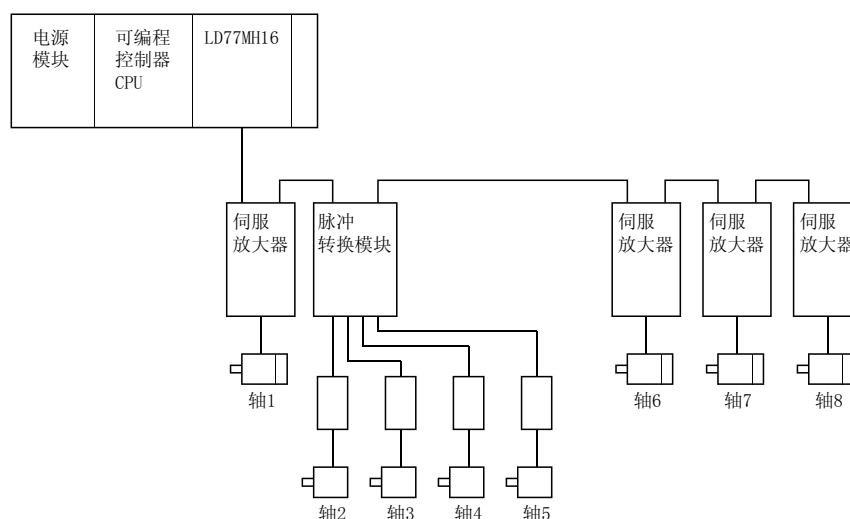 电源
模块
可编程
控制器
CPU
LD77MH16
伺服
放大器
脉冲
转换模块
伺服
放大器
伺服
放大器
伺服
放大器
轴1
轴6
轴7
轴8
轴2
轴3
轴4
轴5